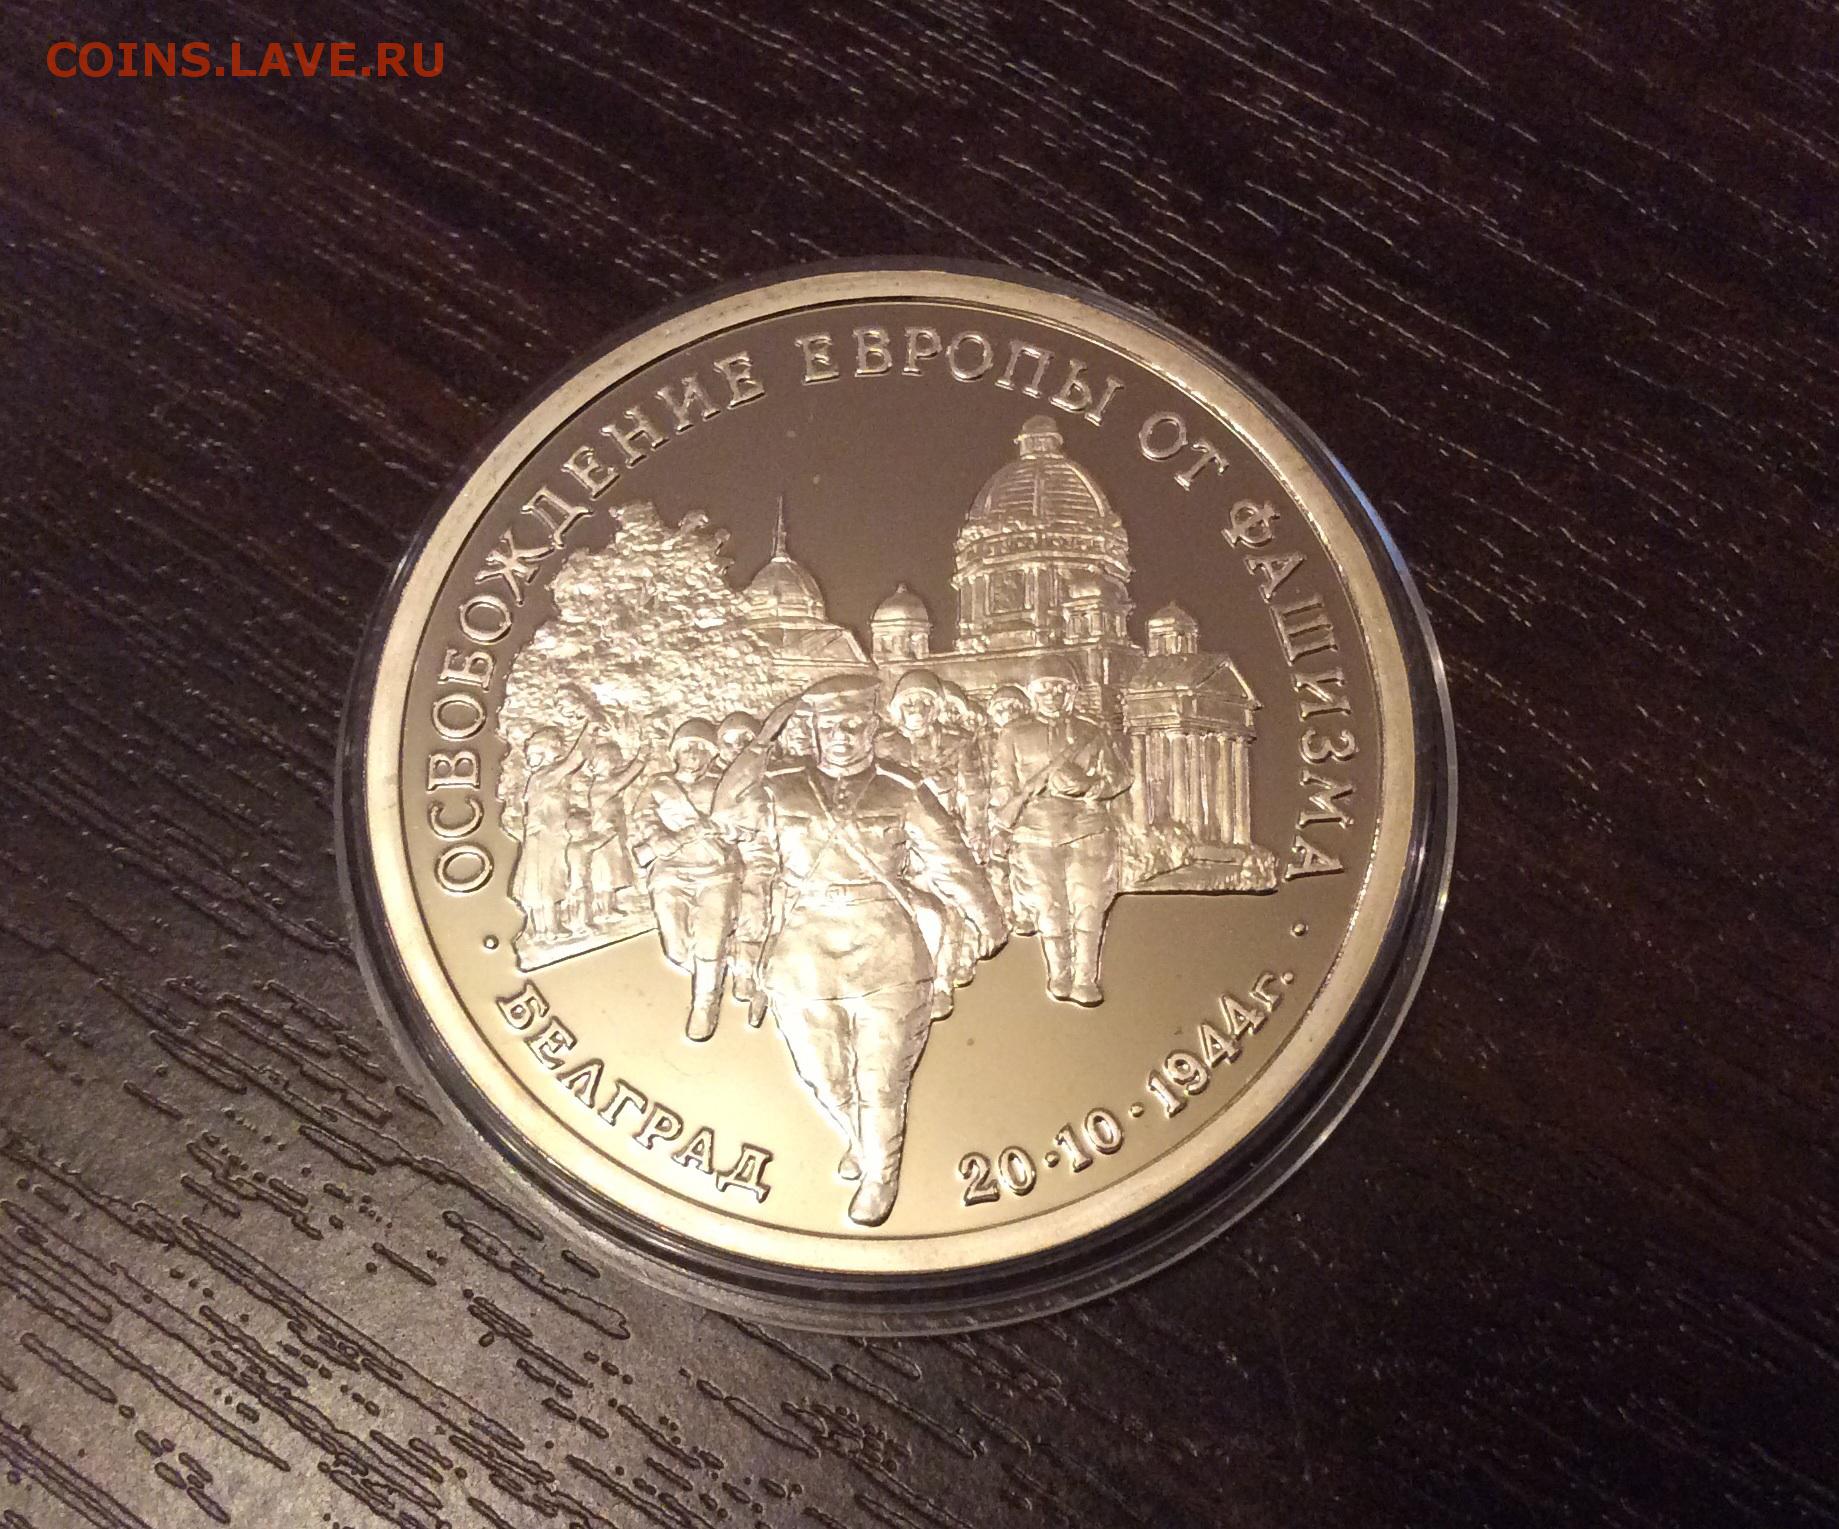 COINS.LAVE.RU
ОСВОБОЖДЕНИЕ ЕВРОПЫ ОТ ФАШИЗМА
· БЕЛГРАД
20·10·1944г. ·